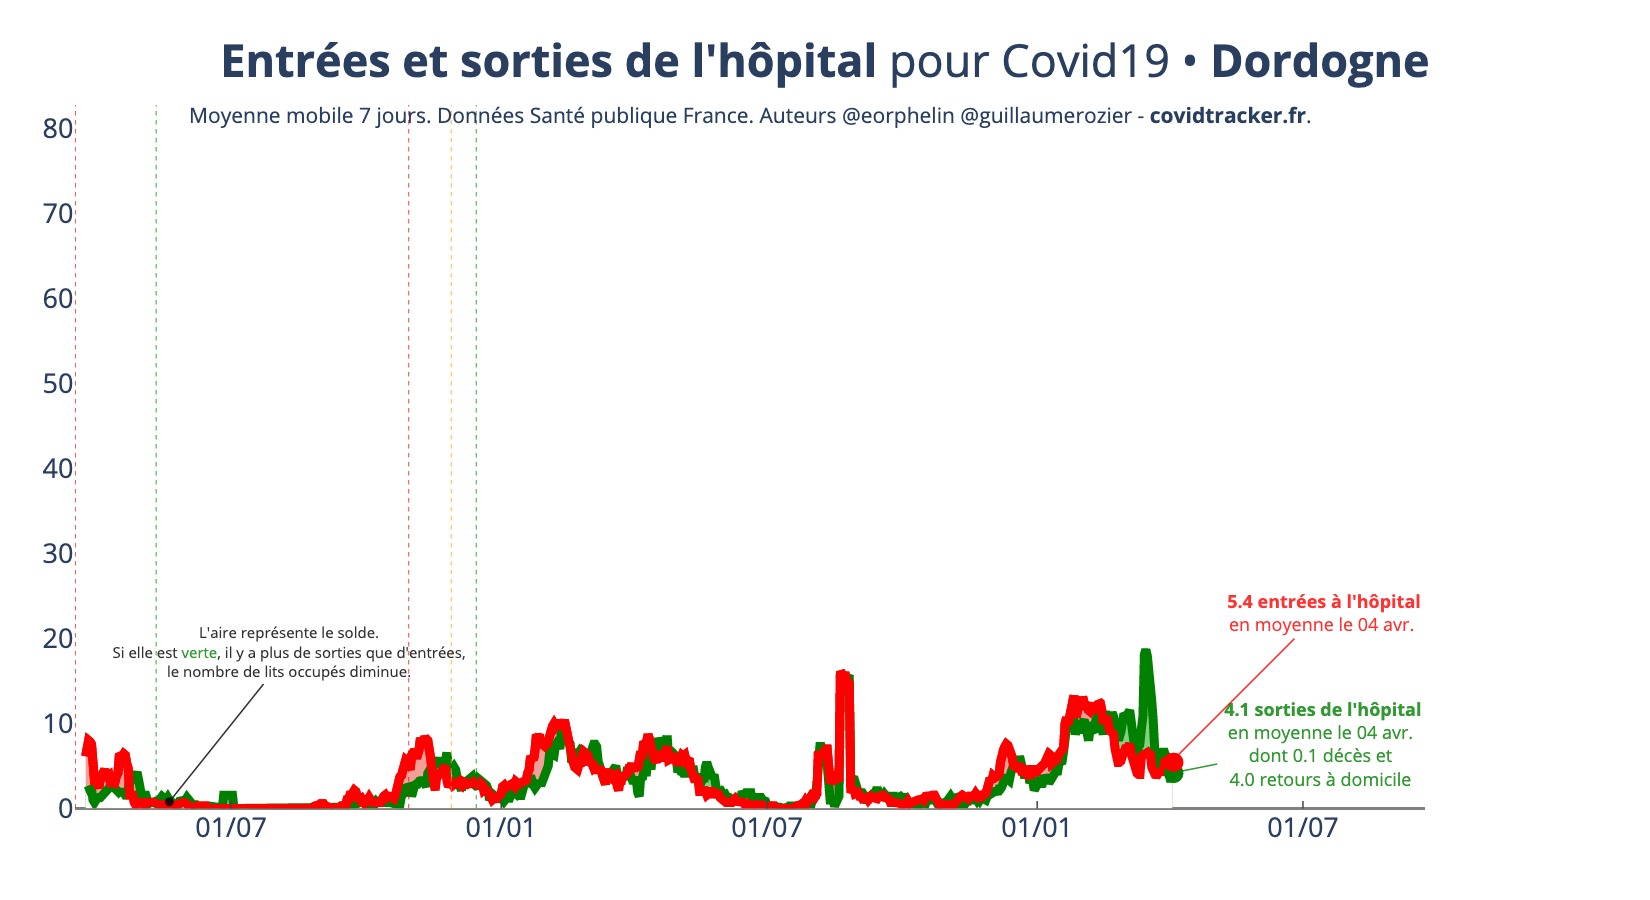 Entrées et sorties de l'hôpital pour Covid19 • Dordogne
Moyenne mobile 7 jours. Données Santé publique France. Auteurs @eorphelin @guillaumerozier - covidtracker.fr.
80
70
60
50
40
30
20
10
0
L'aire représente le solde.
Si elle est verte, il y a plus de sorties que d'entrées,
le nombre de lits occupés diminue.
5.4 entrées à l'hôpital
en moyenne le 04 avr.
4.1 sorties de l'hôpital
en moyenne le 04 avr.
dont 0.1 décès et
4.0 retours à domicile
01/07
01/01
01/07
01/01
01/07